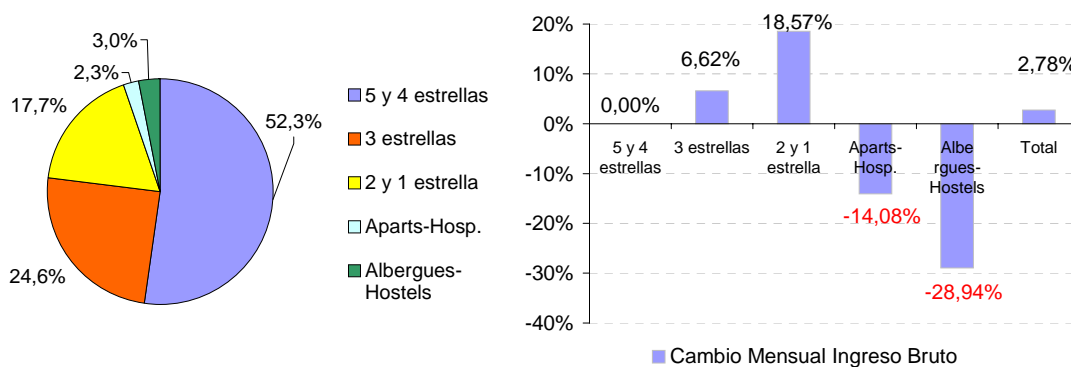 3,0%
2,3%
17,7%
52,3%
24,6%
5 y 4 estrellas
3 estrellas
2 y 1 estrella
Aparts-Hosp.
Albergues-
Hostels
20%
10%
0%
-10%
-20%
-30%
-40%
0,00%
6,62%
18,57%
-14,08%
-28,94%
2,78%
5 y 4
estrellas
3 estrellas
2 y 1
estrella
Aparts-
Hosp.
Albe
rgues-
Hostels
Total
Cambio Mensual Ingreso Bruto